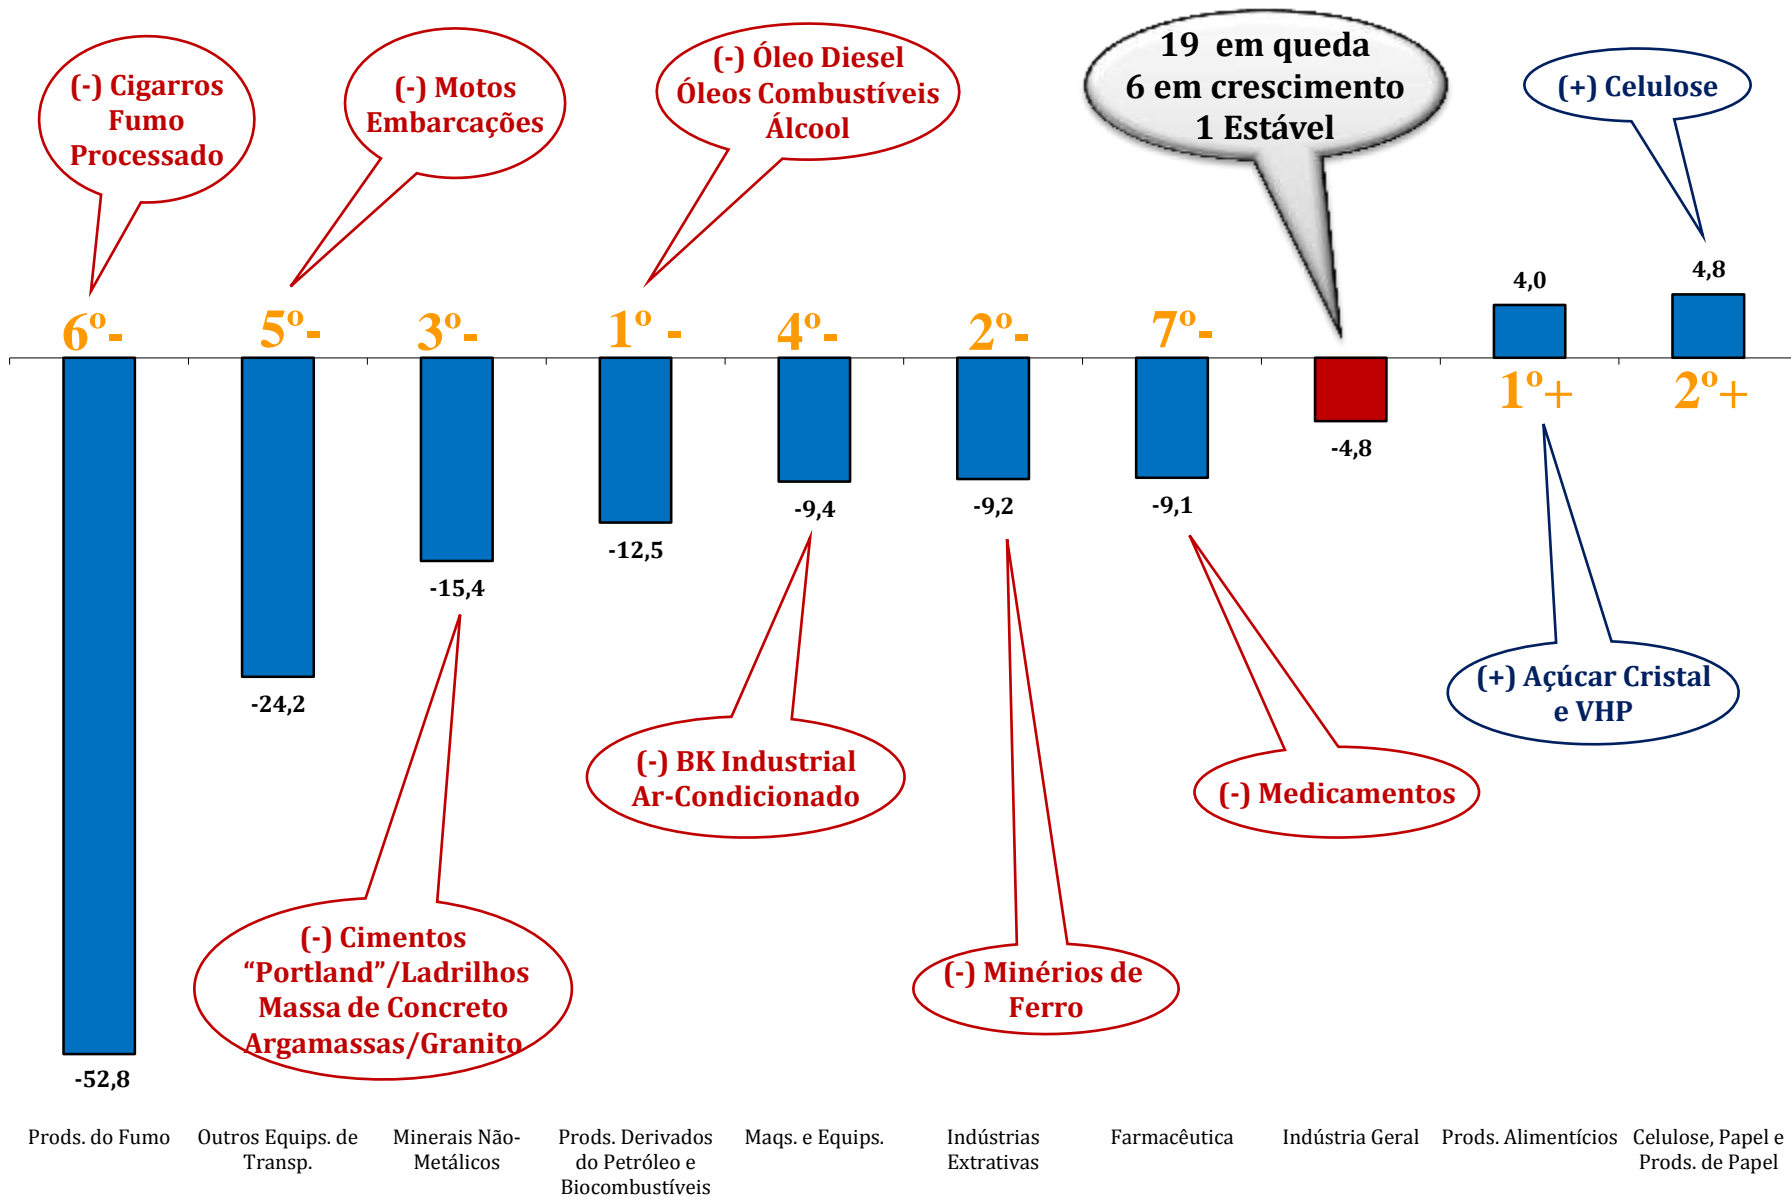 (-) Cigarros
Fumo
Processado
(-) Motos
Embarcações
(-) Óleo Diesel
Óleos Combustíveis
Álcool
19 em queda
6 em crescimento
1 Estável
(+) Celulose
4,0
4,8
6º-
5º-
3º-
1º -
4º-
2º-
7º-
1º+
2º+
-4,8
-9,4
-9,2
-9,1
-12,5
-15,4
-24,2
-52,8
(+) Açúcar Cristal
e VHP
(-) BK Industrial
Ar-Condicionado
(-) Medicamentos
(-) Cimentos
“Portland”/Ladrilhos
Massa de Concreto
Argamassas/Granito
(-) Minérios de
Ferro
Prods. do Fumo
Outros Equips. de
Transp.
Minerais Não-
Metálicos
Prods. Derivados
do Petróleo e
Biocombustíveis
Maqs. e Equips.
Indústrias
Extrativas
Farmacêutica
Indústria Geral
Prods. Alimentícios
Celulose, Papel e
Prods. de Papel